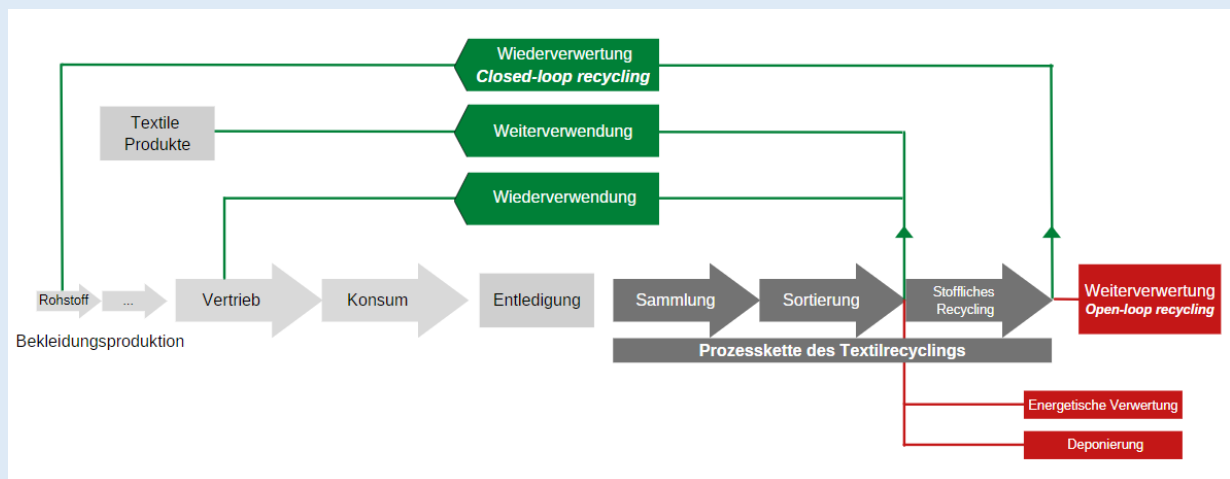 Wiederverwertung
Closed-loop recycling
Textile
Produkte
Weiterverwendung
Wiederverwendung
Rohstoff
...
Vertrieb
Konsum
Entledigung
Sammlung
Sortierung
Stoffliches
Recycling
Weiterverwertung
Open-loop recycling
Bekleidungsproduktion
Prozesskette des Textilrecyclings
Energetische Verwertung
Deponierung